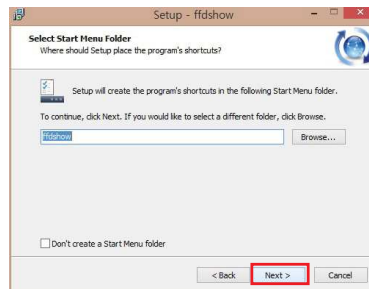 Setup - ffdshow
Select Start Menu Folder
Where should Setup place the program's shortcuts?
Setup will create the program's shortcuts in the following Start Menu folder.
To continue, click Next. If you would like to select a different folder, click Browse.
ffdshow
Browse...
Don't create a Start Menu folder
< Back
Next >
Cancel